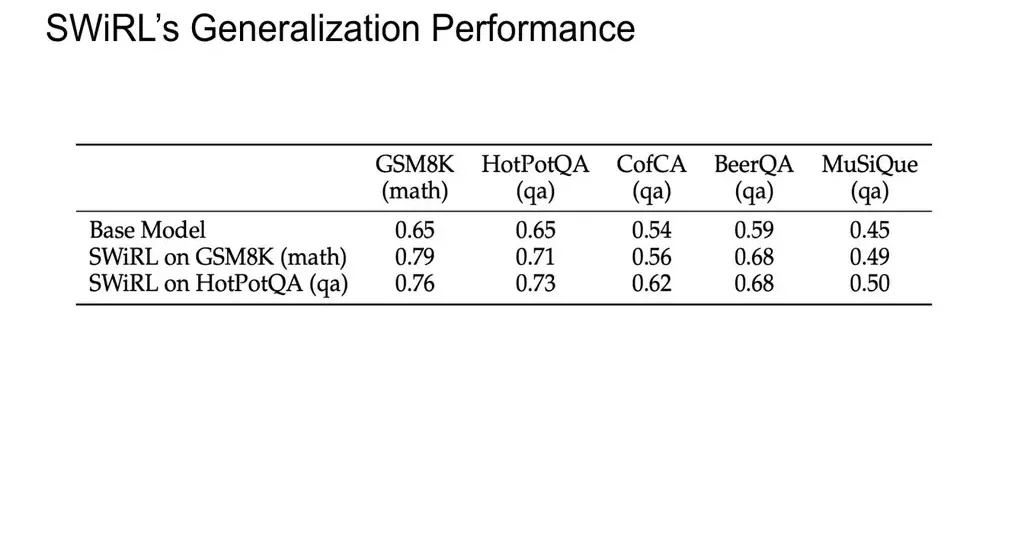 SWiRL's Generalization Performance
GSM8K HotPotQA CofCA BeerQA MuSiQue
(math) (qa) (qa) (qa) (qa)
Base Model 0.65 0.65 0.54 0.59 0.45
SWiRL on GSM8K (math) 0.79 0.71 0.56 0.68 0.49
SWiRL on HotPotQA (qa) 0.76 0.73 0.62 0.68 0.50